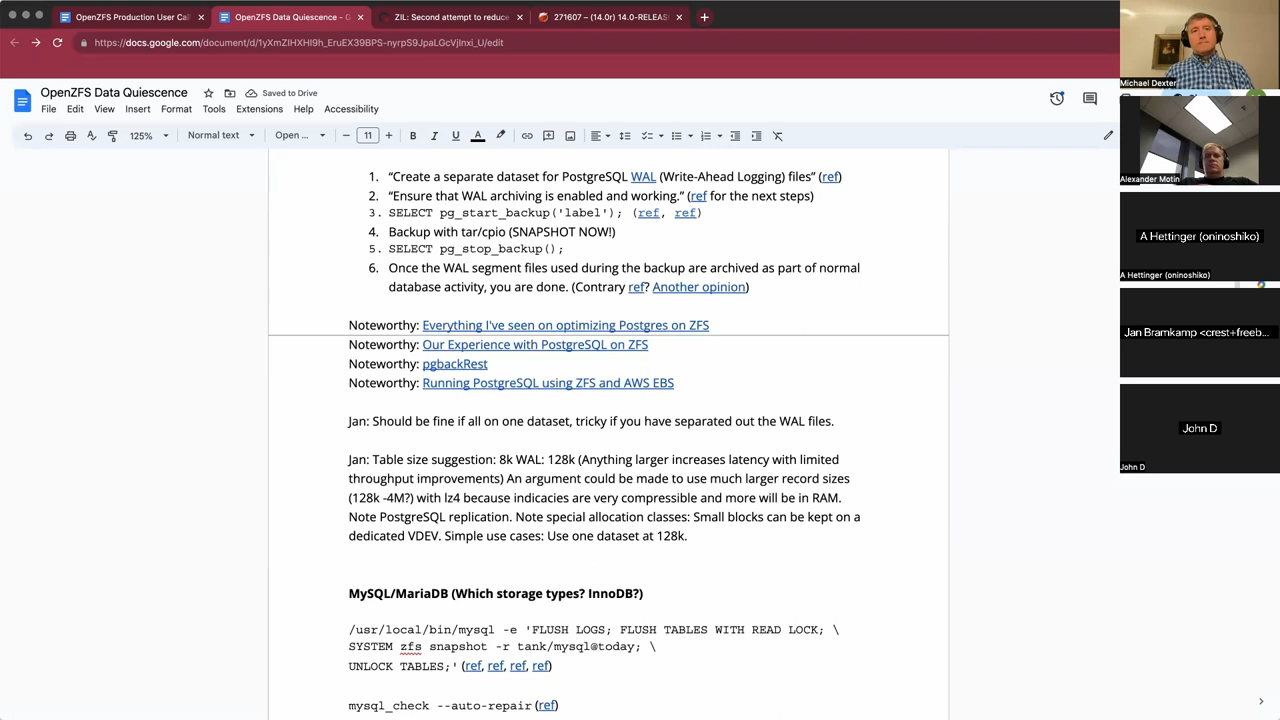 OpenZFS Production User Cal
OpenZFS Data Quiescence - G
ZIL: Second attempt to reduce
271607 – (14.0r) 14.0-RELEAS
https://docs.google.com/document/d/1yXmZIHXHI9h_EruEX39BPS-nyrpS9JpaLGcVjlnxi_U/edit
OpenZFS Data Quiescence
Saved to Drive
File Edit View Insert Format Tools Extensions Help Accessibility
125% Normal text Open ... 11 B I U A
1. “Create a separate dataset for PostgreSQL WAL (Write-Ahead Logging) files” (ref)
2. “Ensure that WAL archiving is enabled and working.” (ref for the next steps)
3. SELECT pg_start_backup('label'); (ref, ref)
4. Backup with tar/cpio (SNAPSHOT NOW!)
5. SELECT pg_stop_backup();
6. Once the WAL segment files used during the backup are archived as part of normal
database activity, you are done. (Contrary ref? Another opinion)
Noteworthy: Everything I've seen on optimizing Postgres on ZFS
Noteworthy: Our Experience with PostgreSQL on ZFS
Noteworthy: pgbackRest
Noteworthy: Running PostgreSQL using ZFS and AWS EBS
Jan: Should be fine if all on one dataset, tricky if you have separated out the WAL files.
Jan: Table size suggestion: 8k WAL: 128k (Anything larger increases latency with limited
throughput improvements) An argument could be made to use much larger record sizes
(128k -4M?) with lz4 because indicacies are very compressible and more will be in RAM.
Note PostgreSQL replication. Note special allocation classes: Small blocks can be kept on a
dedicated VDEV. Simple use cases: Use one dataset at 128k.
MySQL/MariaDB (Which storage types? InnoDB?)
/usr/local/bin/mysql -e 'FLUSH LOGS; FLUSH TABLES WITH READ LOCK; \
SYSTEM zfs snapshot -r tank/mysql@today; \
UNLOCK TABLES;' (ref, ref, ref, ref)
mysql_check --auto-repair (ref)
Michael Dexter
Alexander Motin
A Hettinger (oninoshiko)
A Hettinger (oninoshiko)
Jan Bramkamp <crest+freeb...
John D
John D